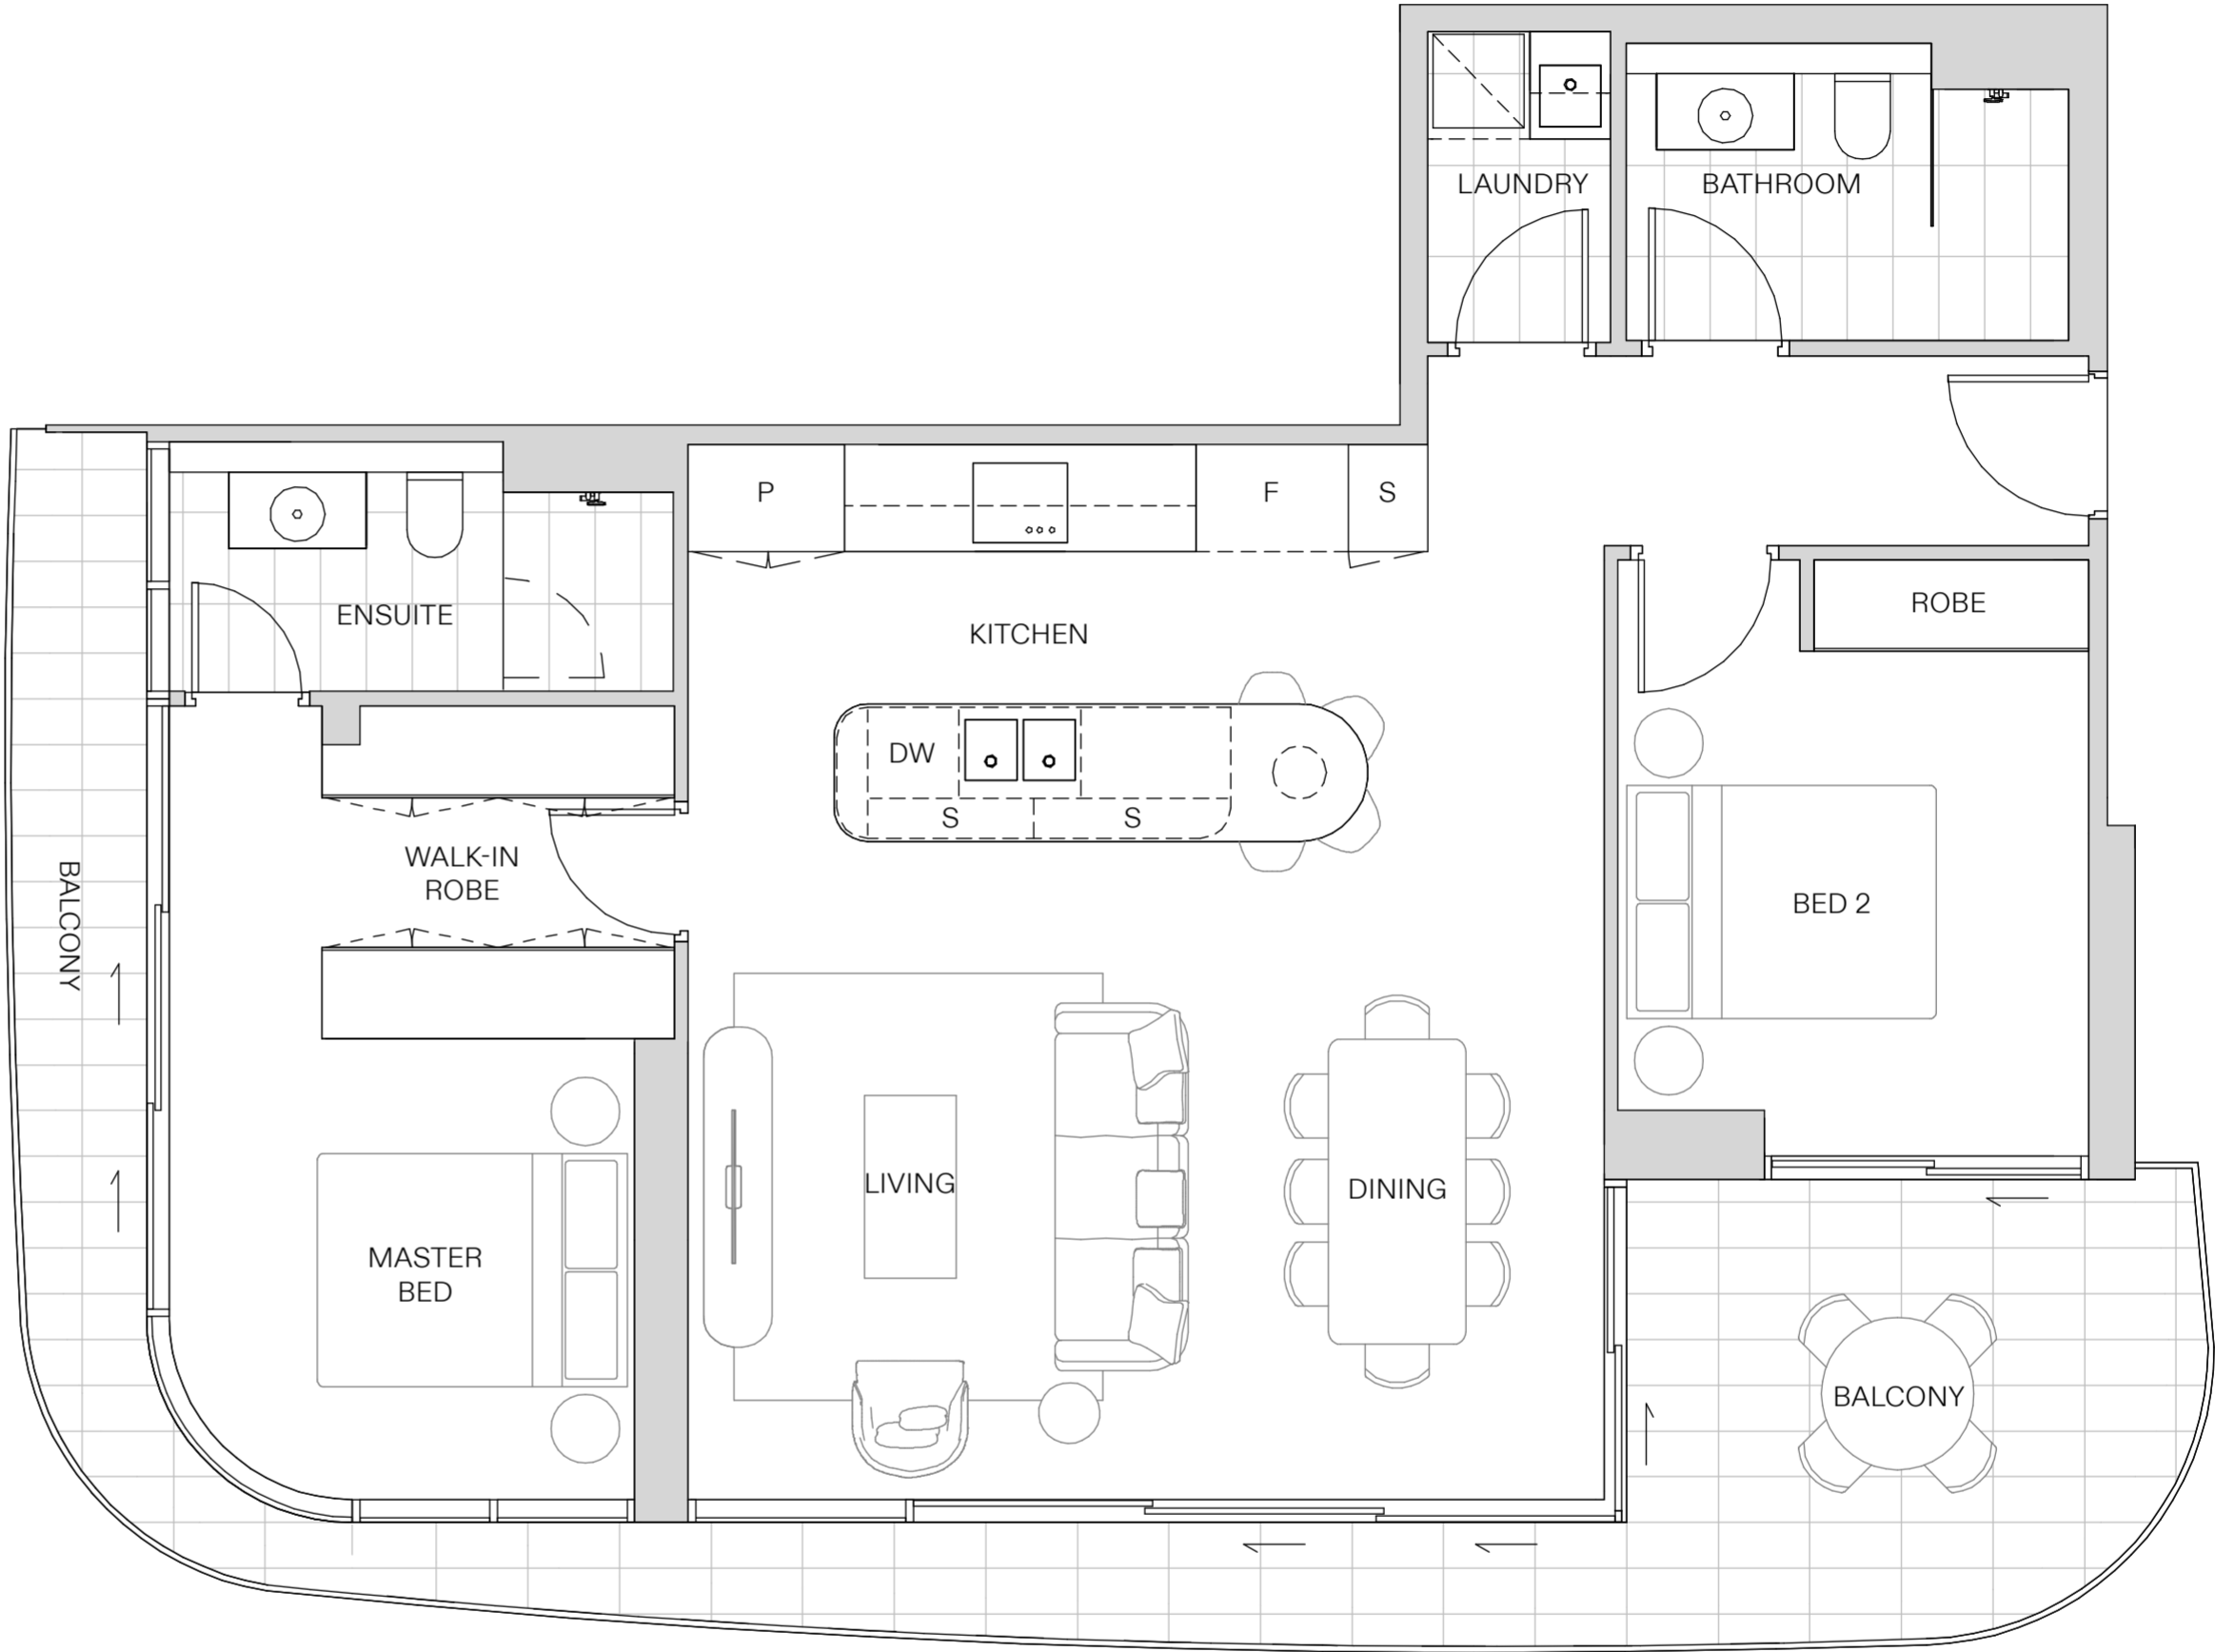 LAUNDRY
BATHROOM
P
F
S
ROBE
ENSUITE
KITCHEN
DW
S
S
WALK-IN
ROBE
BED 2
BALCONY
LIVING
DINING
MASTER
BED
BALCONY